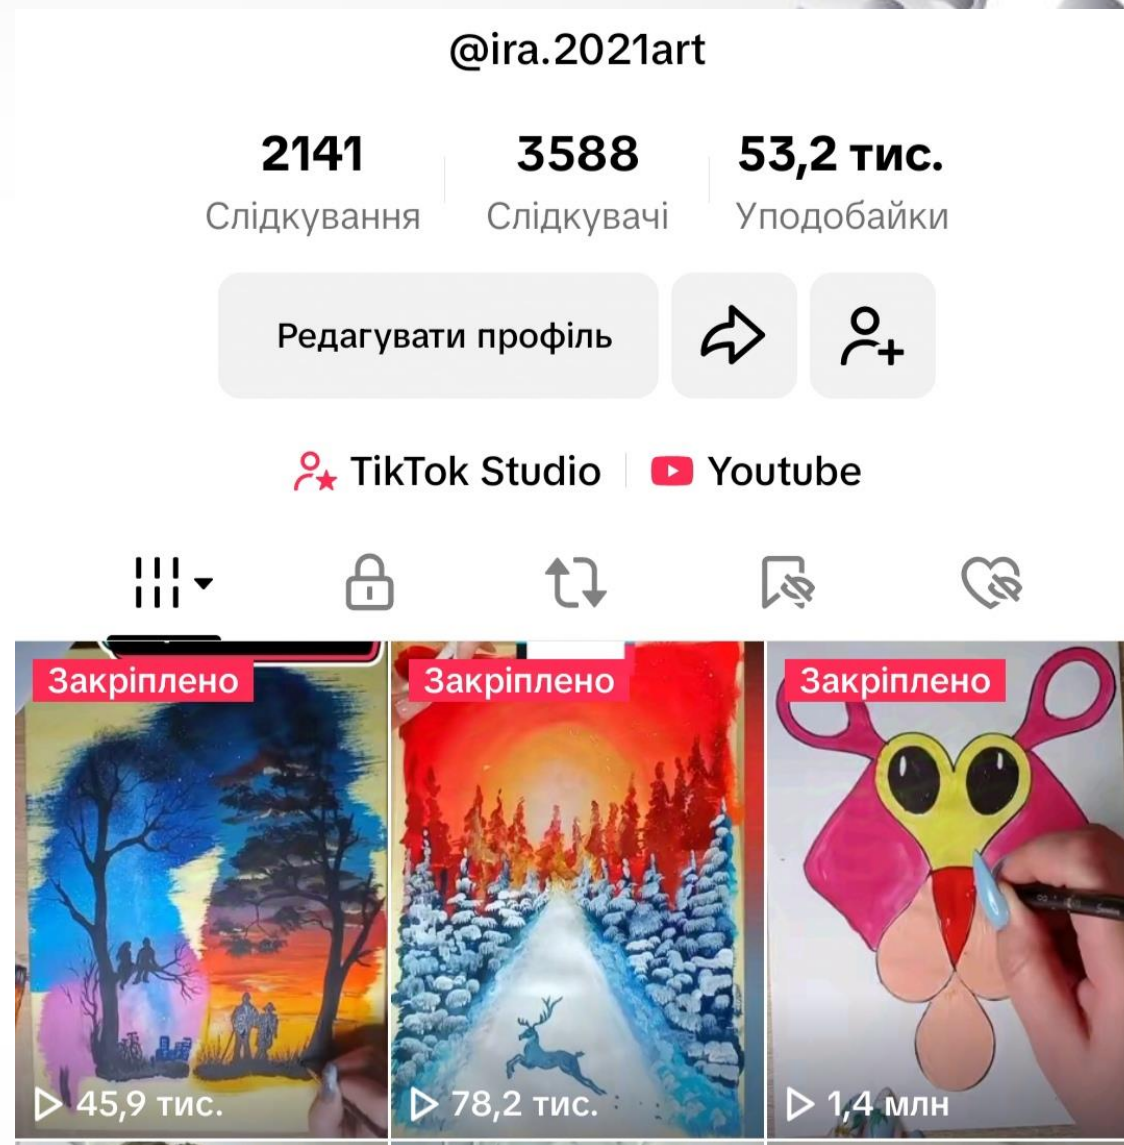 @ira.2021art
2141 3588 53,2 тис.
Слідкування Слідкувачі Уподобайки
Редагувати профіль
TikTok Studio Youtube
Закріплено Закріплено Закріплено
45,9 тис. 78,2 тис. 1,4 млн